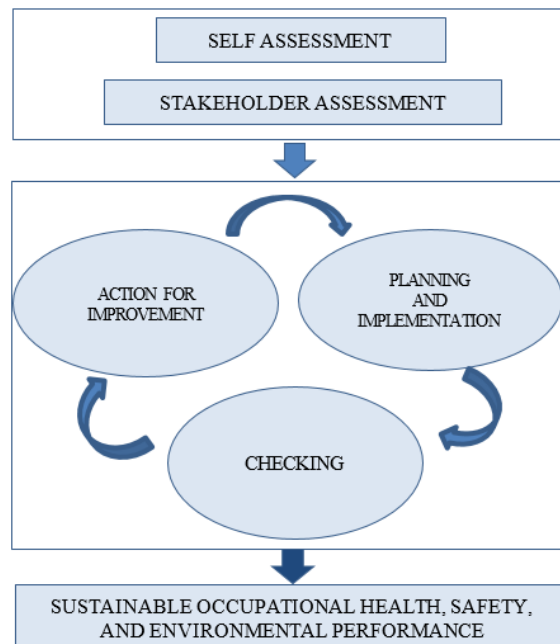 SELF ASSESSMENT
STAKEHOLDER ASSESSMENT
ACTION FOR
IMPROVEMENT
PLANNING
AND
IMPLEMENTATION
CHECKING
SUSTAINABLE OCCUPATIONAL HEALTH, SAFETY,
AND ENVIRONMENTAL PERFORMANCE